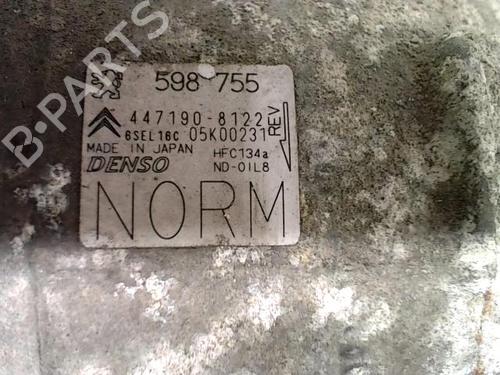 B-PARTS
598 755
447190-8122
6SEL16C 05K00231
REV
MADE IN JAPAN HFC134a
DENSO ND-OIL8
NORM